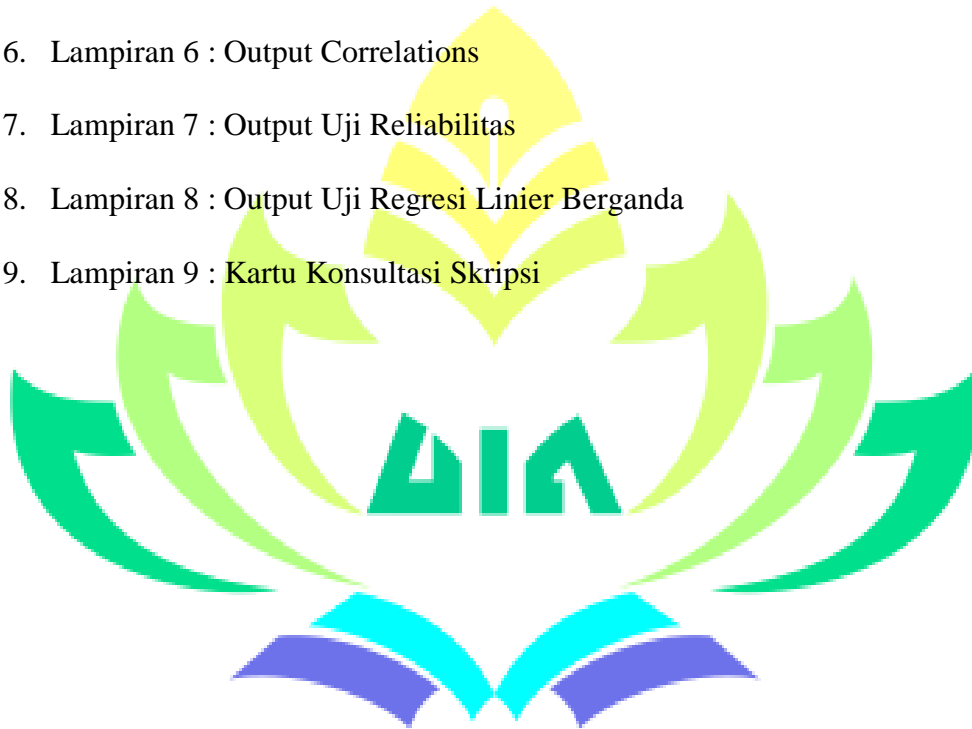 6. Lampiran 6 : Output Correlations
7. Lampiran 7 : Output Uji Reliabilitas
8. Lampiran 8 : Output Uji Regresi Linier Berganda
9. Lampiran 9 : Kartu Konsultasi Skripsi